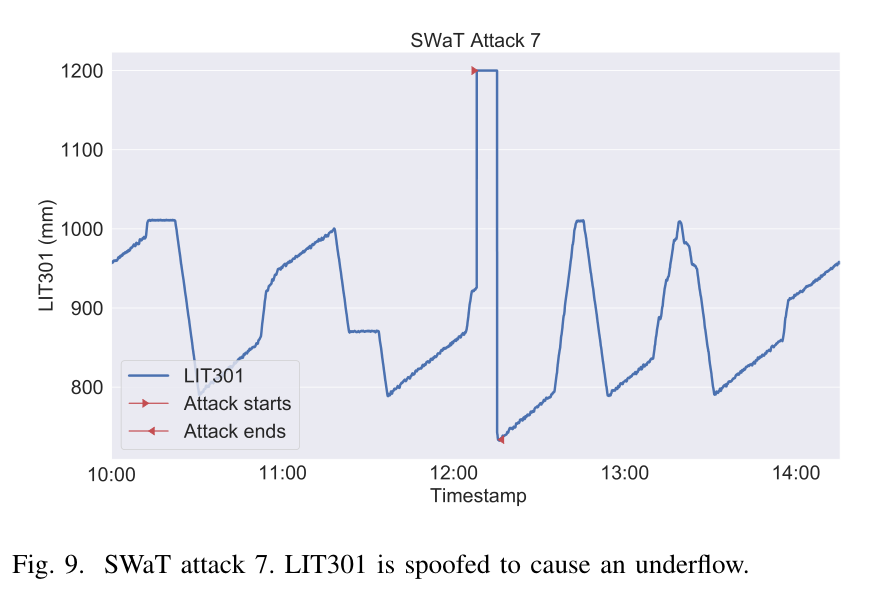 SWaT Attack 7
1200
1100
1000
900
800
LIT301 (mm)
LIT301
Attack starts
Attack ends
10:00 11:00 12:00 13:00 14:00
Timestamp
Fig. 9. SWaT attack 7. LIT301 is spoofed to cause an underflow.